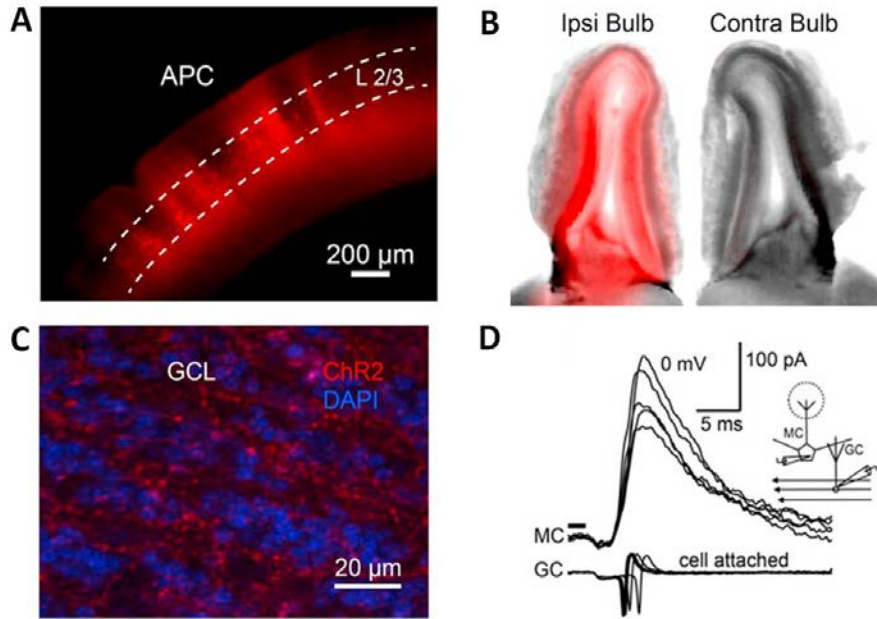 A
APC
L 2/3
200 µm
B
Ipsi Bulb
Contra Bulb
C
GCL
ChR2
DAPI
20 µm
D
0 mV
100 pA
5 ms
MC
GC
MC
GC
cell attached